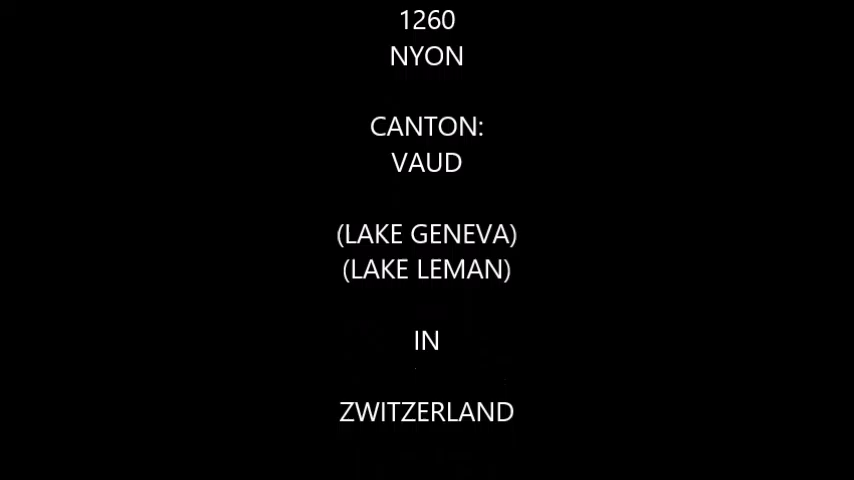 1260
NYON
CANTON:
VAUD
(LAKE GENEVA)
(LAKE LEMAN)
IN
ZWITZERLAND